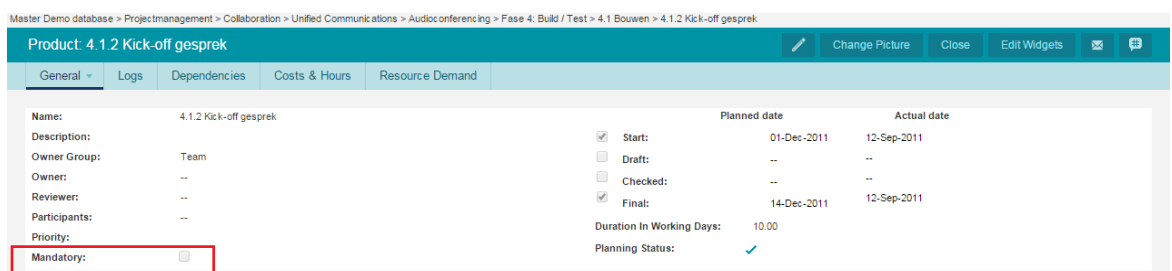 Master Demo database > Projectmanagement > Collaboration > Unified Communications > Audioconferencing > Fase 4: Build / Test > 4.1 Bouwen > 4.1.2 Kick-off gesprek
Product: 4.1.2 Kick-off gesprek
Change Picture Close Edit Widgets #
General Logs Dependencies Costs & Hours Resource Demand
Planned date Actual date
Name: 4.1.2 Kick-off gesprek
Description: Start: 01-Dec-2011 12-Sep-2011
Owner Group: Team Draft: -- --
Owner: -- Checked: -- --
Reviewer: -- Final: 14-Dec-2011 12-Sep-2011
Participants: --
Duration In Working Days: 10.00
Priority:
Planning Status:
Mandatory: